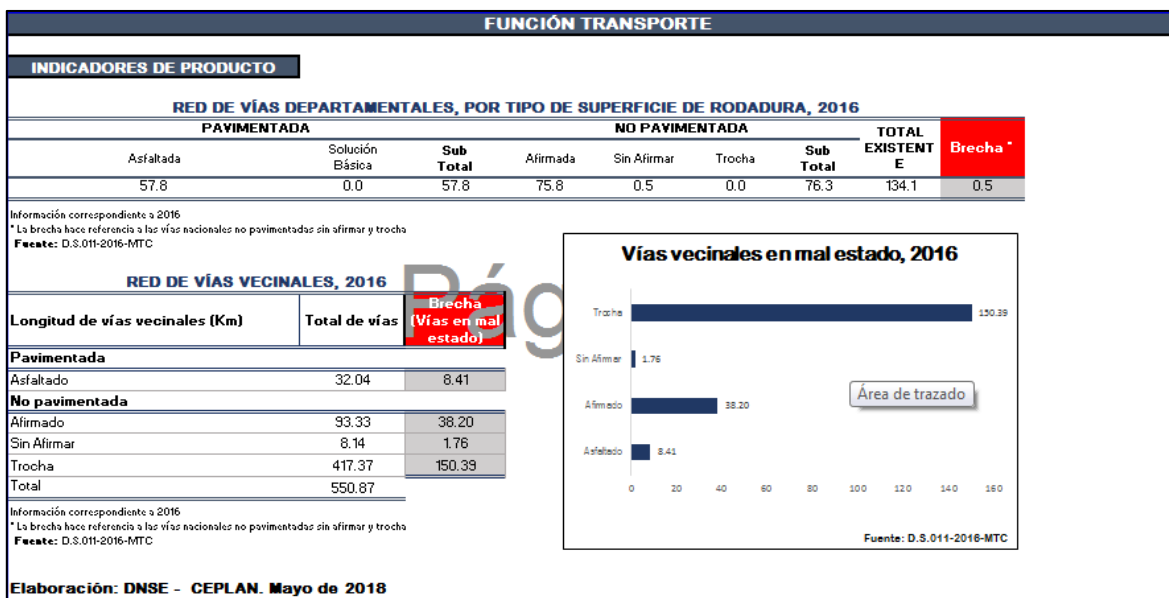 FUNCIÓN TRANSPORTE
INDICADORES DE PRODUCTO
RED DE VÍAS DEPARTAMENTALES, POR TIPO DE SUPERFICIE DE RODADURA, 2016
PAVIMENTADA NO PAVIMENTADA TOTAL EXISTENT E Brecha *
Asfaltada Solución Básica Sub Total Afirmada Sin Afirmar Trocha Sub Total
57.8 0.0 57.8 75.8 0.5 0.0 76.3 134.1 0.5
Información correspondiente a 2016
* La brecha hace referencia a las vías nacionales no pavimentadas sin afirmar y trocha
Fuente: D.S.011-2016-MTC
RED DE VÍAS VECINALES, 2016
Longitud de vías vecinales (Km) Total de vías Brecha (Vías en mal estado)
Pavimentada
Asfaltado 32.04 8.41
No pavimentada
Afirmado 93.33 38.20
Sin Afirmar 8.14 1.76
Trocha 417.37 150.39
Total 550.87
Información correspondiente a 2016
* La brecha hace referencia a las vías nacionales no pavimentadas sin afirmar y trocha
Fuente: D.S.011-2016-MTC
Vías vecinales en mal estado, 2016
Trocha 150.39
Sin Afirmar 1.76
Afirmado 38.20
Asfaltado 8.41
0 20 40 60 80 100 120 140 160
Área de trazado
Fuente: D.S.011-2016-MTC
Elaboración: DNSE - CEPLAN. Mayo de 2018